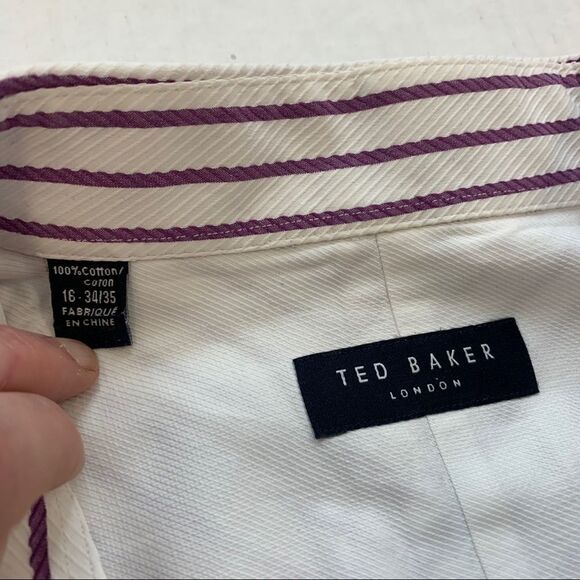 100%Cotton/
Coton
16 - 34/35
FABRIQUÉ
EN CHINE
TED BAKER
LONDON